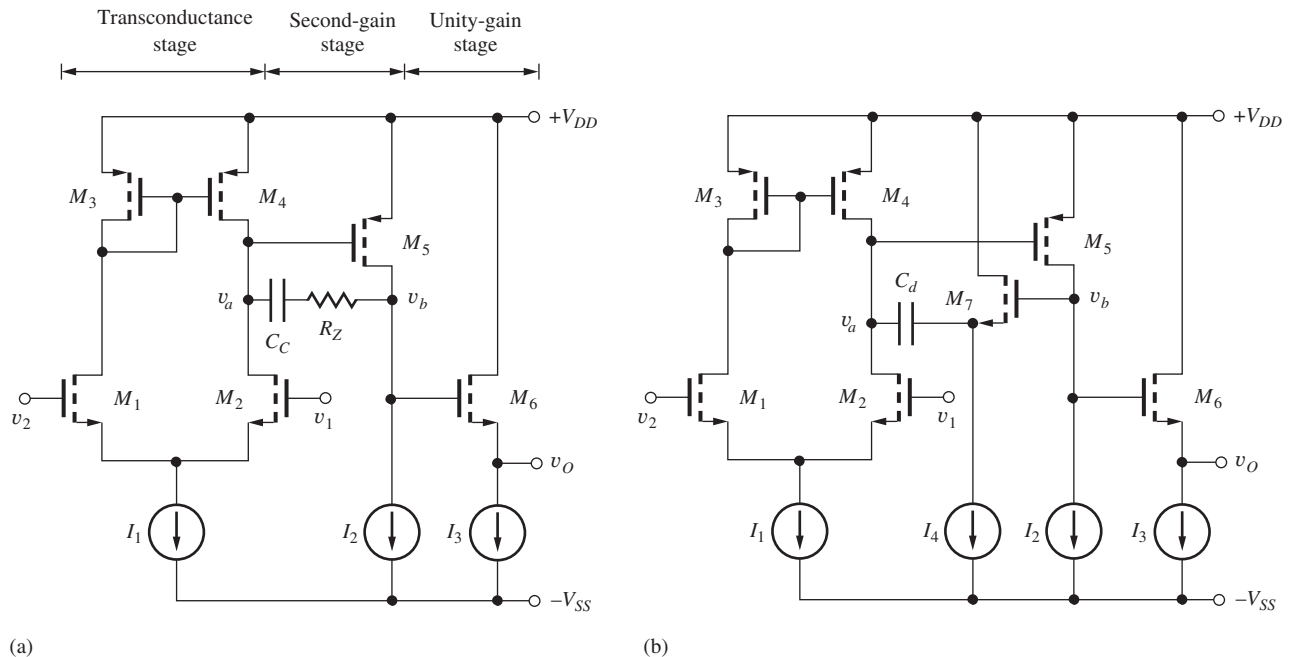 Transconductance stage
Second-gain stage
Unity-gain stage
+V_DD
M_3
M_4
M_5
v_a
C_C
R_Z
v_b
M_1
M_2
M_6
v_2
v_1
v_O
I_1
I_2
I_3
−V_SS
(a)
+V_DD
M_3
M_4
M_5
C_d
M_7
v_a
v_b
M_1
M_2
M_6
v_2
v_1
v_O
I_1
I_4
I_2
I_3
−V_SS
(b)